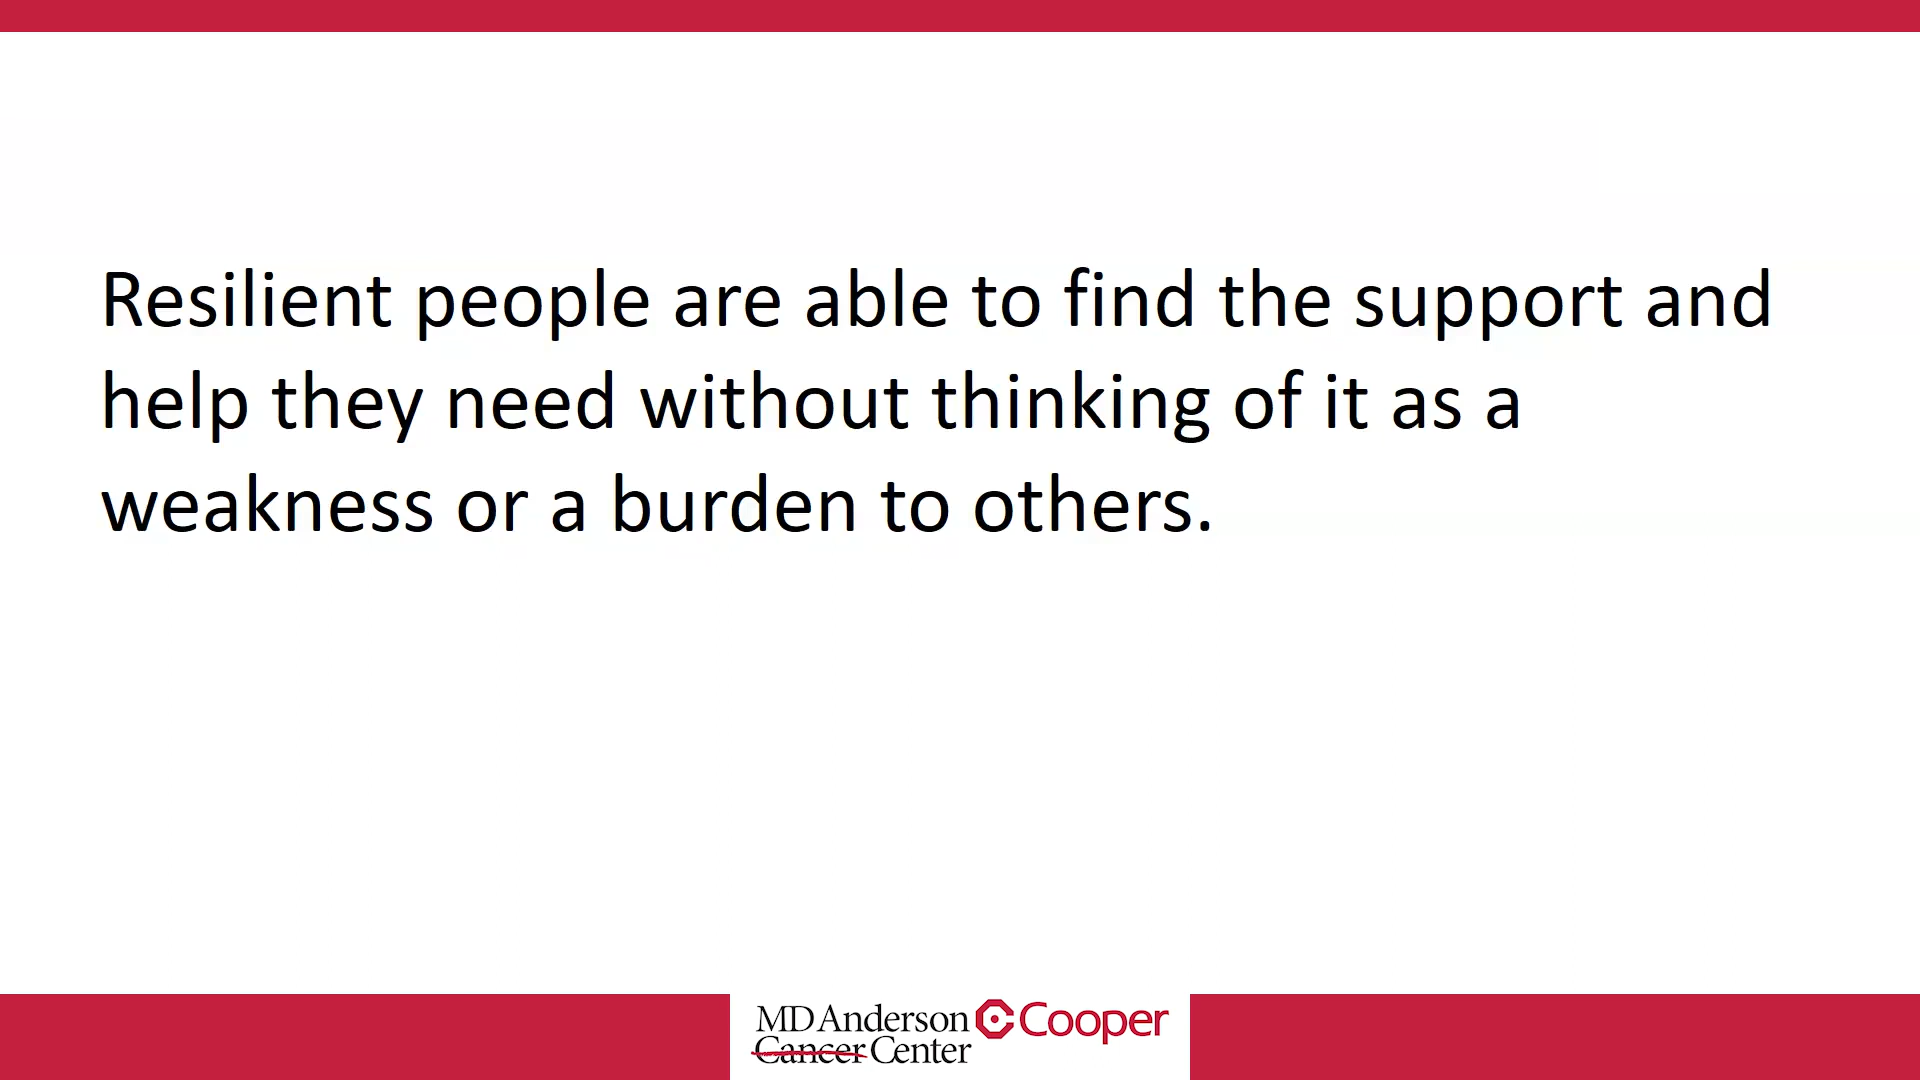 Resilient people are able to find the support and
help they need without thinking of it as a
weakness or a burden to others.
MD Anderson Cooper
Cancer Center